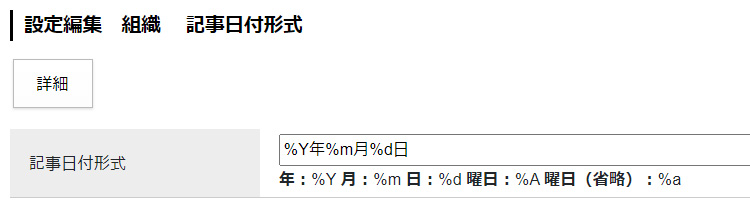 設定編集　組織　 記事日付形式
詳細
記事日付形式
%Y年%m月%d日
年：%Y 月：%m 日：%d 曜日：%A 曜日（省略）：%a